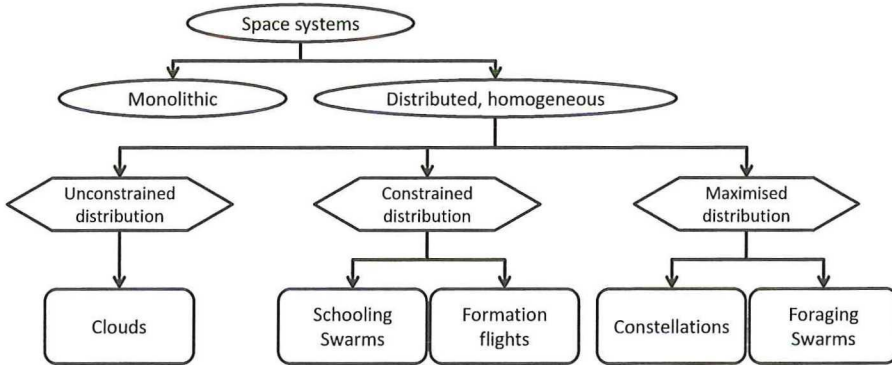 Space systems
Monolithic
Distributed, homogeneous
Unconstrained
distribution
Constrained
distribution
Maximised
distribution
Clouds
Schooling
Swarms
Formation
flights
Constellations
Foraging
Swarms